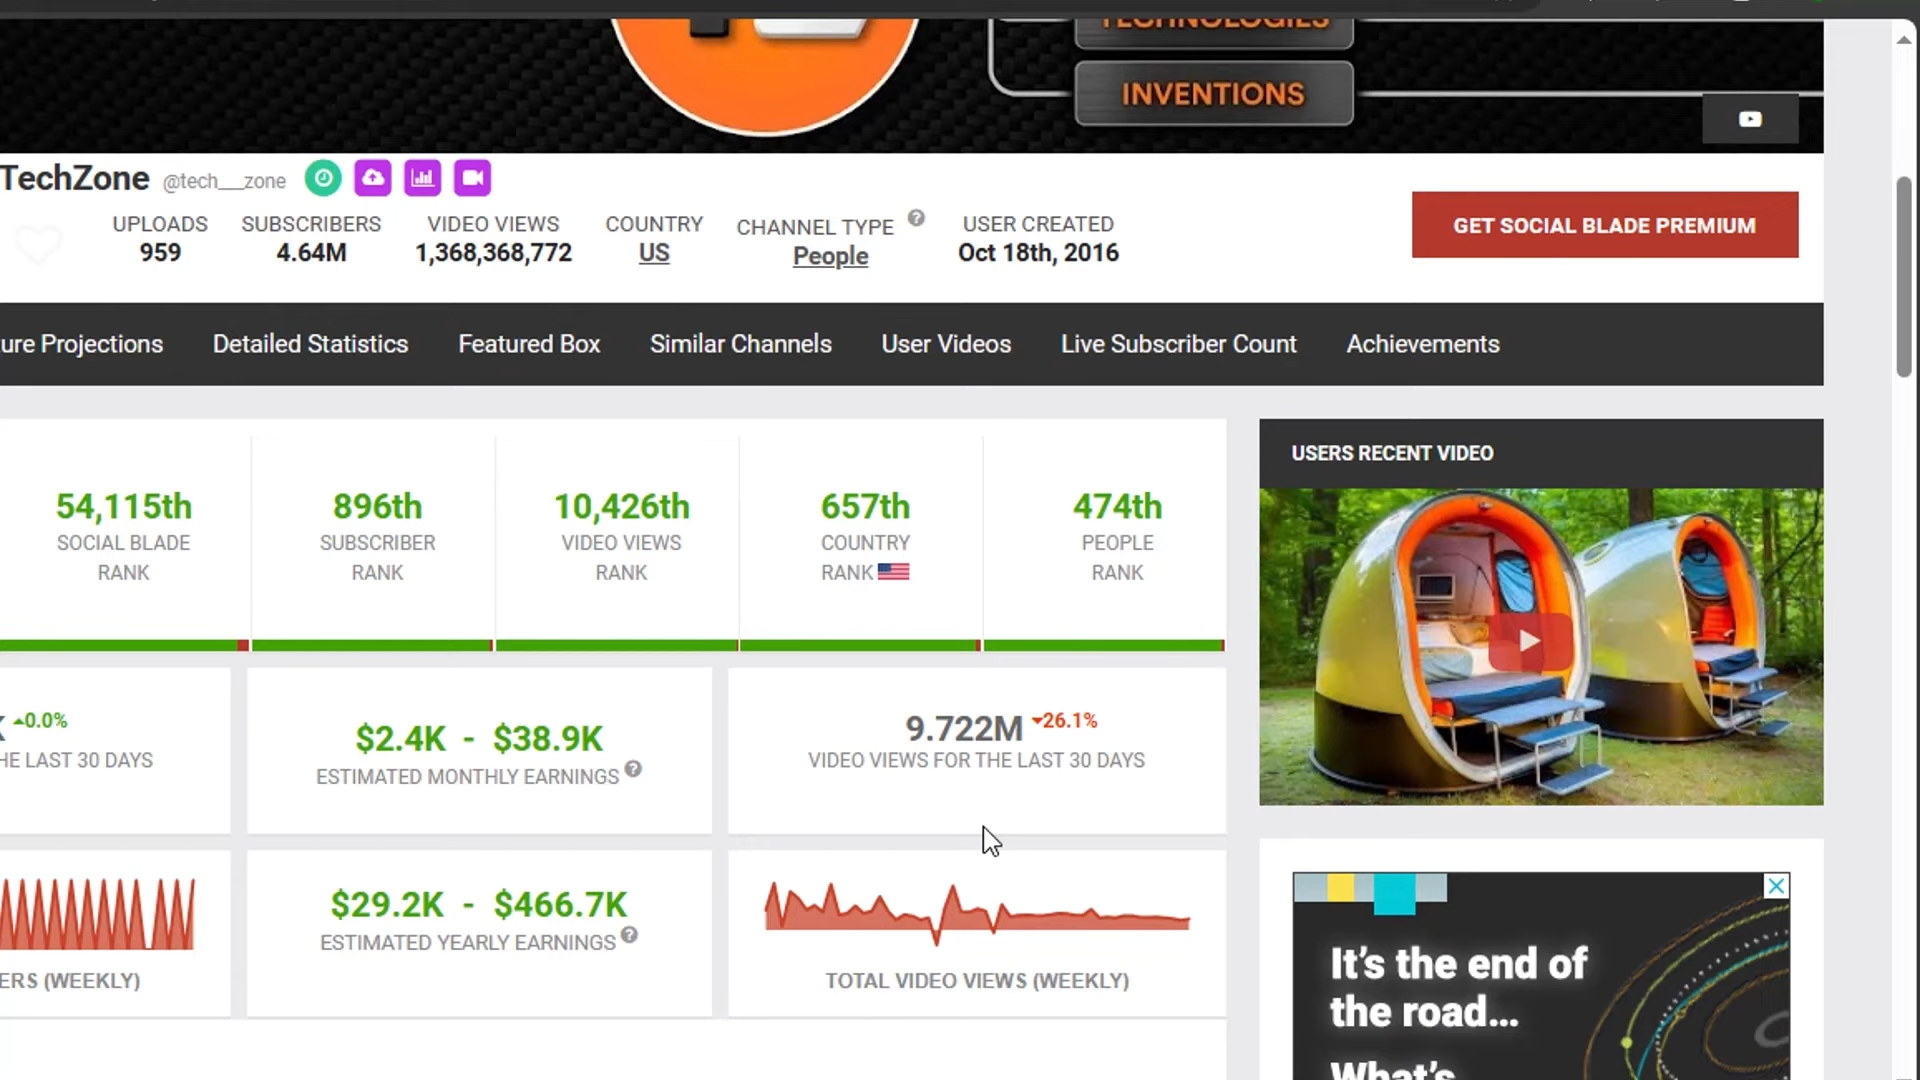 TECHNOLOGIES
INVENTIONS
TechZone @tech__zone
UPLOADS
959
SUBSCRIBERS
4.64M
VIDEO VIEWS
1,368,368,772
COUNTRY
US
CHANNEL TYPE
People
USER CREATED
Oct 18th, 2016
GET SOCIAL BLADE PREMIUM
ure Projections
Detailed Statistics
Featured Box
Similar Channels
User Videos
Live Subscriber Count
Achievements
54,115th
SOCIAL BLADE
RANK
896th
SUBSCRIBER
RANK
10,426th
VIDEO VIEWS
RANK
657th
COUNTRY
RANK
474th
PEOPLE
RANK
USERS RECENT VIDEO
K 0.0%
HE LAST 30 DAYS
$2.4K - $38.9K
ESTIMATED MONTHLY EARNINGS
9.722M 26.1%
VIDEO VIEWS FOR THE LAST 30 DAYS
ERS (WEEKLY)
$29.2K - $466.7K
ESTIMATED YEARLY EARNINGS
TOTAL VIDEO VIEWS (WEEKLY)
It's the end of
the road...
What's